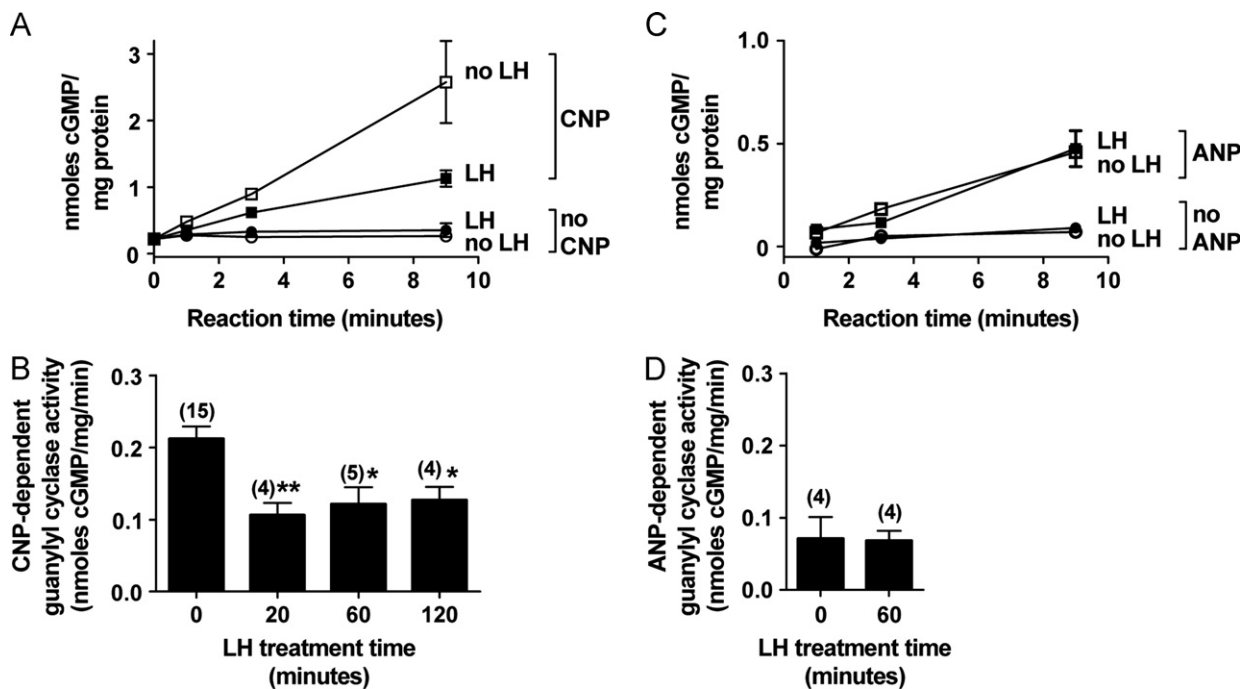 A
nmoles cGMP/
mg protein
3
2
1
0
0 2 4 6 8 10
Reaction time (minutes)
no LH
LH
CNP
LH
no LH
no
CNP
C
nmoles cGMP/
mg protein
1.0
0.5
0
0 2 4 6 8 10
Reaction time (minutes)
LH
no LH
ANP
LH
no LH
no
ANP
B
CNP-dependent
guanylyl cyclase activity
(nmoles cGMP/mg/min)
0.3
0.2
0.1
0.0
(15)
(4)**
(5)*
(4)*
0 20 60 120
LH treatment time
(minutes)
D
ANP-dependent
guanylyl cyclase activity
(nmoles cGMP/mg/min)
0.3
0.2
0.1
0.0
(4)
(4)
0 60
LH treatment time
(minutes)